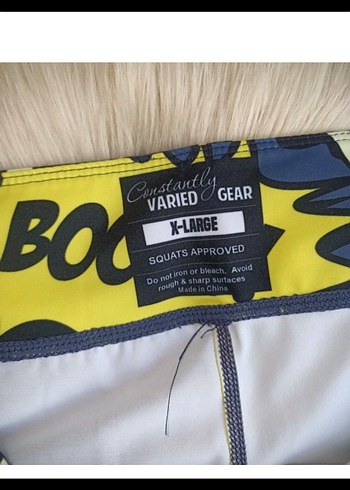 Constantly
VARIED GEAR
X-LARGE
SQUATS APPROVED
Do not iron or bleach. Avoid
rough & sharp surfaces
Made in China
BOO